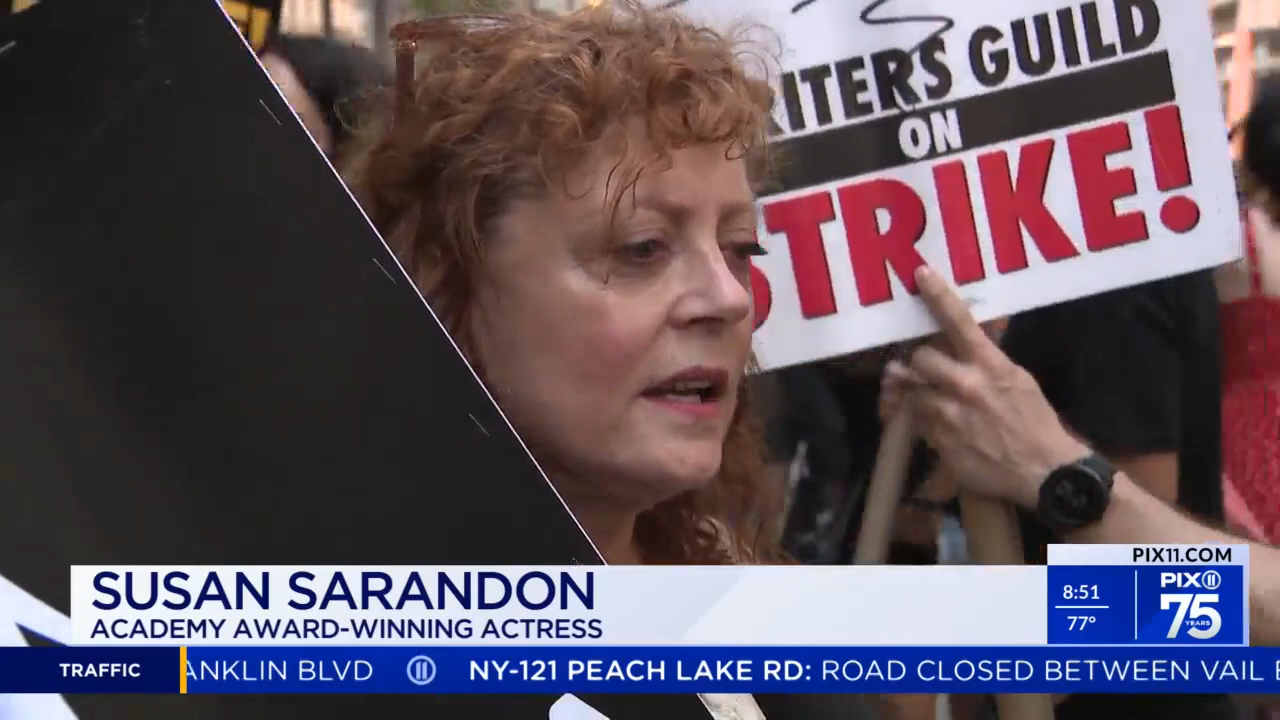 RITERS GUILD
ON
STRIKE!
PIX11.COM
SUSAN SARANDON
ACADEMY AWARD-WINNING ACTRESS
8:51
77°
PIX11
75
YEARS
TRAFFIC
ANKLIN BLVD
11
NY-121 PEACH LAKE RD: ROAD CLOSED BETWEEN VAIL